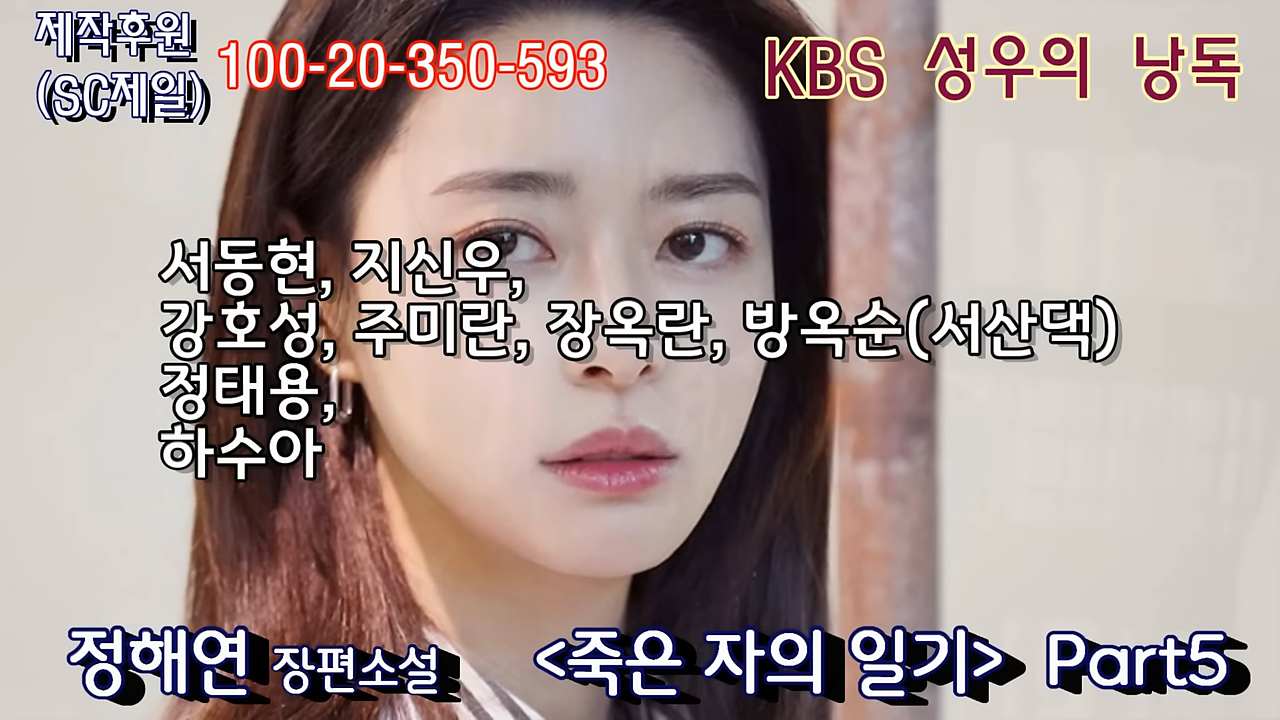 제작후원
(SC제일)
100-20-350-593
KBS 성우의 낭독
서동현, 지신우,
강호성, 주미란, 장옥란, 방옥순(서산댁)
정태용,
하수아
정해연 장편소설 <죽은 자의 일기> Part5